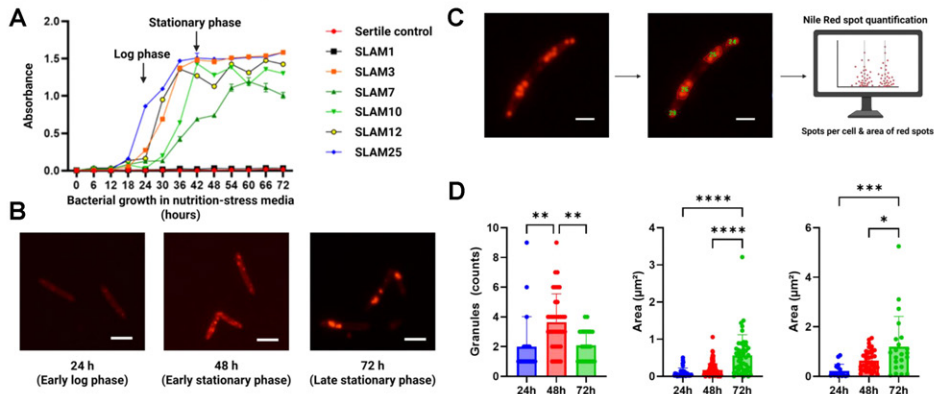 A
Stationary phase
Log phase
Absorbance
2.0
1.5
1.0
0.5
0.0
0 6 12 18 24 30 36 42 48 54 60 66 72
Bacterial growth in nutrition-stress media
(hours)
Sertile control
SLAM1
SLAM3
SLAM7
SLAM10
SLAM12
SLAM25
B
24 h
(Early log phase)
48 h
(Early stationary phase)
72 h
(Late stationary phase)
C
Nile Red spot quantification
Spots per cell & area of red spots
D
Granules (counts)
10
8
6
4
2
0
** **
24h 48h 72h
Area (µm²)
4
3
2
1
0
****
****
24h 48h 72h
Area (µm²)
6
4
2
0
***
*
24h 48h 72h